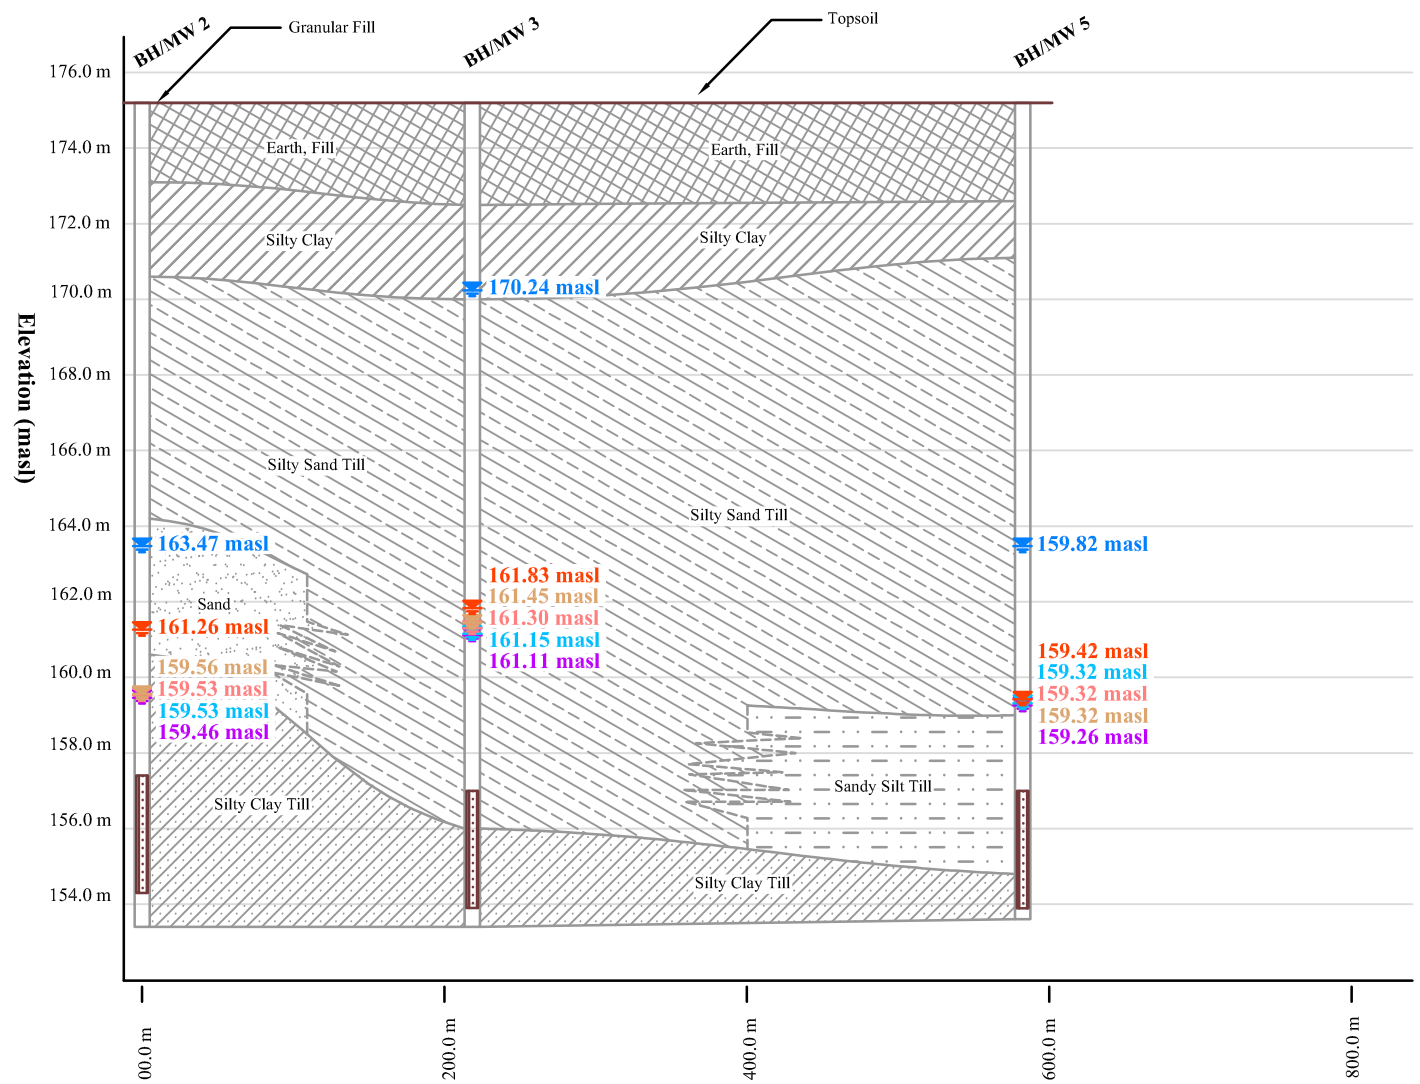 BH/MW 2
Granular Fill
BH/MW 3
Topsoil
BH/MW 5
176.0 m
174.0 m
172.0 m
170.0 m
168.0 m
166.0 m
164.0 m
162.0 m
160.0 m
158.0 m
156.0 m
154.0 m
Elevation (masl)
Earth, Fill
Earth, Fill
Silty Clay
Silty Clay
170.24 masl
Silty Sand Till
Silty Sand Till
163.47 masl
159.82 masl
Sand
161.26 masl
161.83 masl
161.45 masl
161.30 masl
161.15 masl
161.11 masl
159.56 masl
159.53 masl
159.53 masl
159.46 masl
159.42 masl
159.32 masl
159.32 masl
159.32 masl
159.26 masl
Sandy Silt Till
Silty Clay Till
Silty Clay Till
00.0 m
200.0 m
400.0 m
600.0 m
800.0 m